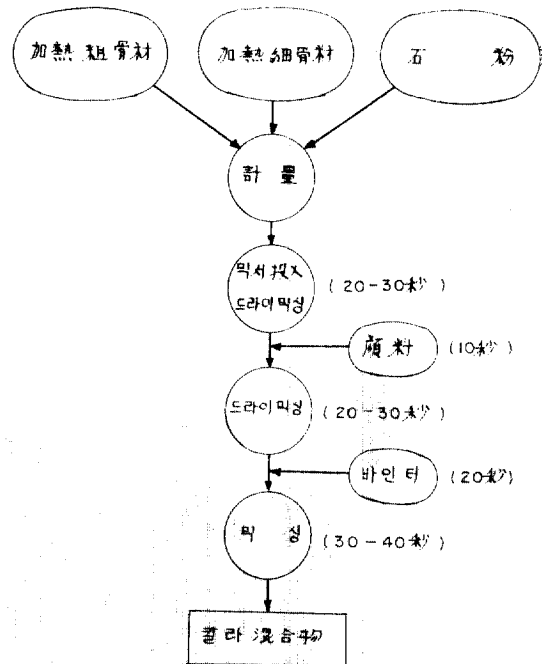 加熱粗骨材
加熱細骨材
石 粉
計 量
믹서投入
드라이믹싱
(20-30秒)
顔料
(10秒)
드라이믹싱
(20-30秒)
바인더
(20秒)
믹 싱
(30-40秒)
칼라混合物